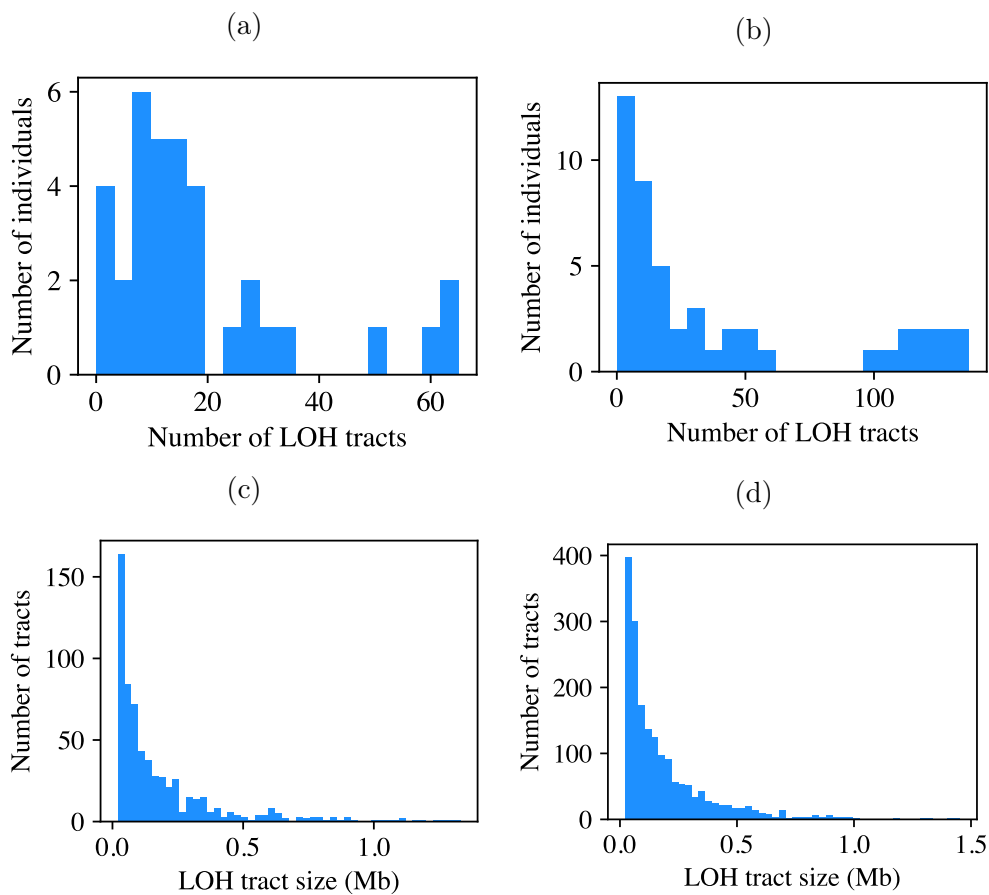 (a)
6
4
2
0
Number of individuals
0 20 40 60
Number of LOH tracts
(b)
10
5
0
Number of individuals
0 50 100
Number of LOH tracts
(c)
150
100
50
0
Number of tracts
0.0 0.5 1.0
LOH tract size (Mb)
(d)
400
300
200
100
0
Number of tracts
0.0 0.5 1.0 1.5
LOH tract size (Mb)